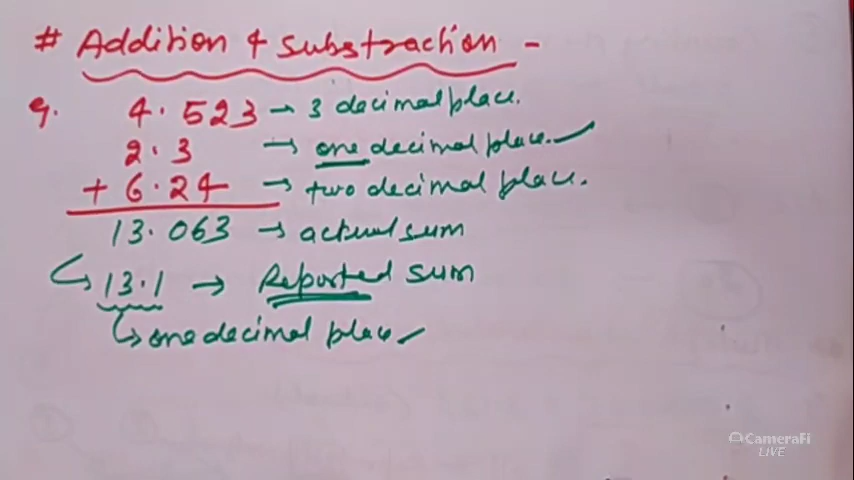 # Addition & Substraction -
9. 4.523 → 3 decimal place.
2.3 → one decimal place. ✓
+ 6.24 → two decimal place.
13.063 → actual sum
↳ 13.1 → Reported sum
↳ one decimal place ✓
CameraFi
LIVE